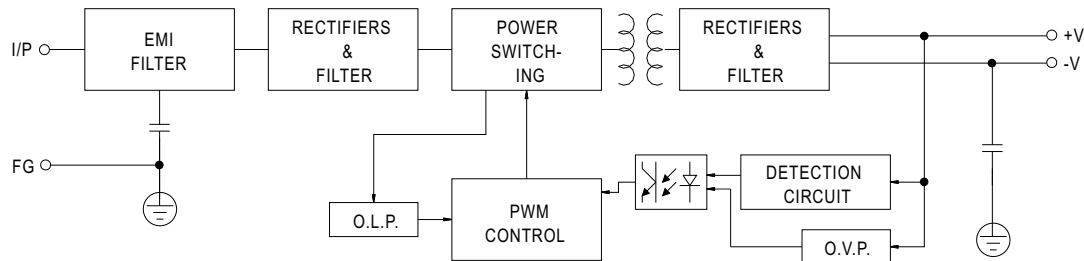 I/P
EMI
FILTER
RECTIFIERS
&
FILTER
POWER
SWITCH-
ING
RECTIFIERS
&
FILTER
+V
-V
FG
O.L.P.
PWM
CONTROL
DETECTION
CIRCUIT
O.V.P.